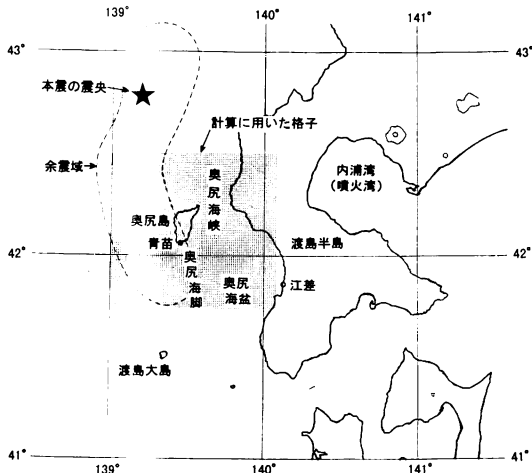 139°
140°
141°
43°
43°
本震の震央
計算に用いた格子
余震域
奥尻海峡
内浦湾
(噴火湾)
奥尻島
青苗
渡島半島
42°
42°
奥尻海脚
奥尻
海盆
江差
渡島大島
41°
41°
139°
140°
141°